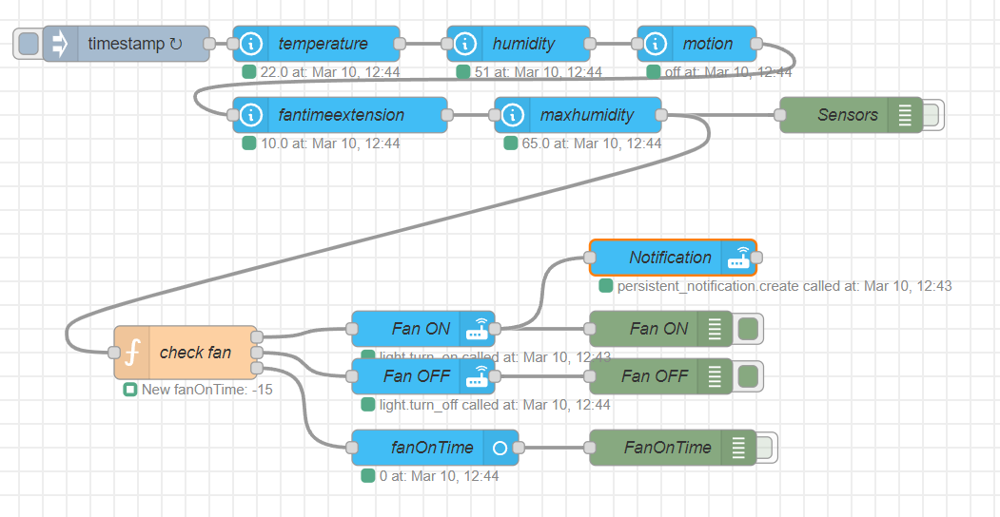 timestamp ↻
temperature
humidity
motion
22.0 at: Mar 10, 12:44
51 at: Mar 10, 12:44
off at: Mar 10, 12:44
fantimeextension
maxhumidity
Sensors
10.0 at: Mar 10, 12:44
65.0 at: Mar 10, 12:44
Notification
persistent_notification.create called at: Mar 10, 12:43
check fan
New fanOnTime: -15
Fan ON
Fan ON
light.turn_on called at: Mar 10, 12:43
Fan OFF
Fan OFF
light.turn_off called at: Mar 10, 12:44
fanOnTime
FanOnTime
0 at: Mar 10, 12:44